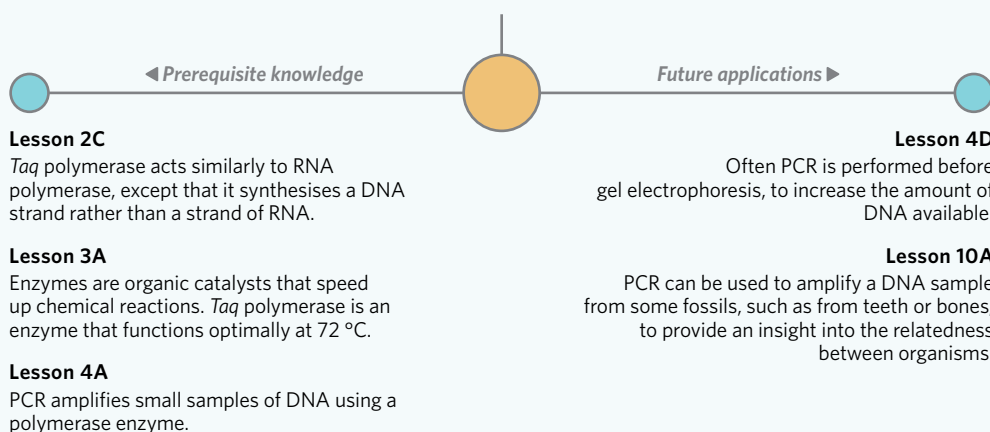 ◀ Prerequisite knowledge
Future applications ▶
Lesson 2C
Taq polymerase acts similarly to RNA
polymerase, except that it synthesises a DNA
strand rather than a strand of RNA.
Lesson 3A
Enzymes are organic catalysts that speed
up chemical reactions. Taq polymerase is an
enzyme that functions optimally at 72 °C.
Lesson 4A
PCR amplifies small samples of DNA using a
polymerase enzyme.
Lesson 4D
Often PCR is performed before
gel electrophoresis, to increase the amount of
DNA available
Lesson 10A
PCR can be used to amplify a DNA sample
from some fossils, such as from teeth or bones,
to provide an insight into the relatedness
between organisms